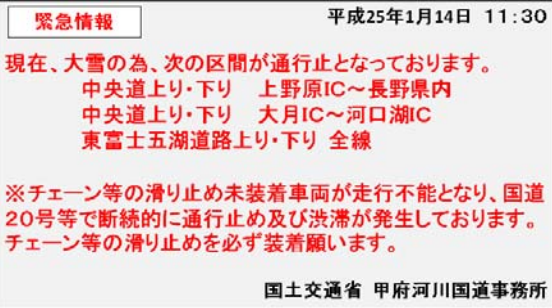 緊急情報
平成25年1月14日 11:30
現在、大雪の為、次の区間が通行止となっております。
中央道上り・下り 上野原IC～長野県内
中央道上り・下り 大月IC～河口湖IC
東富士五湖道路上り・下り 全線
※チェーン等の滑り止め未装着車両が走行不能となり、国道
20号等で断続的に通行止め及び渋滞が発生しております。
チェーン等の滑り止めを必ず装着願います。
国土交通省 甲府河川国道事務所